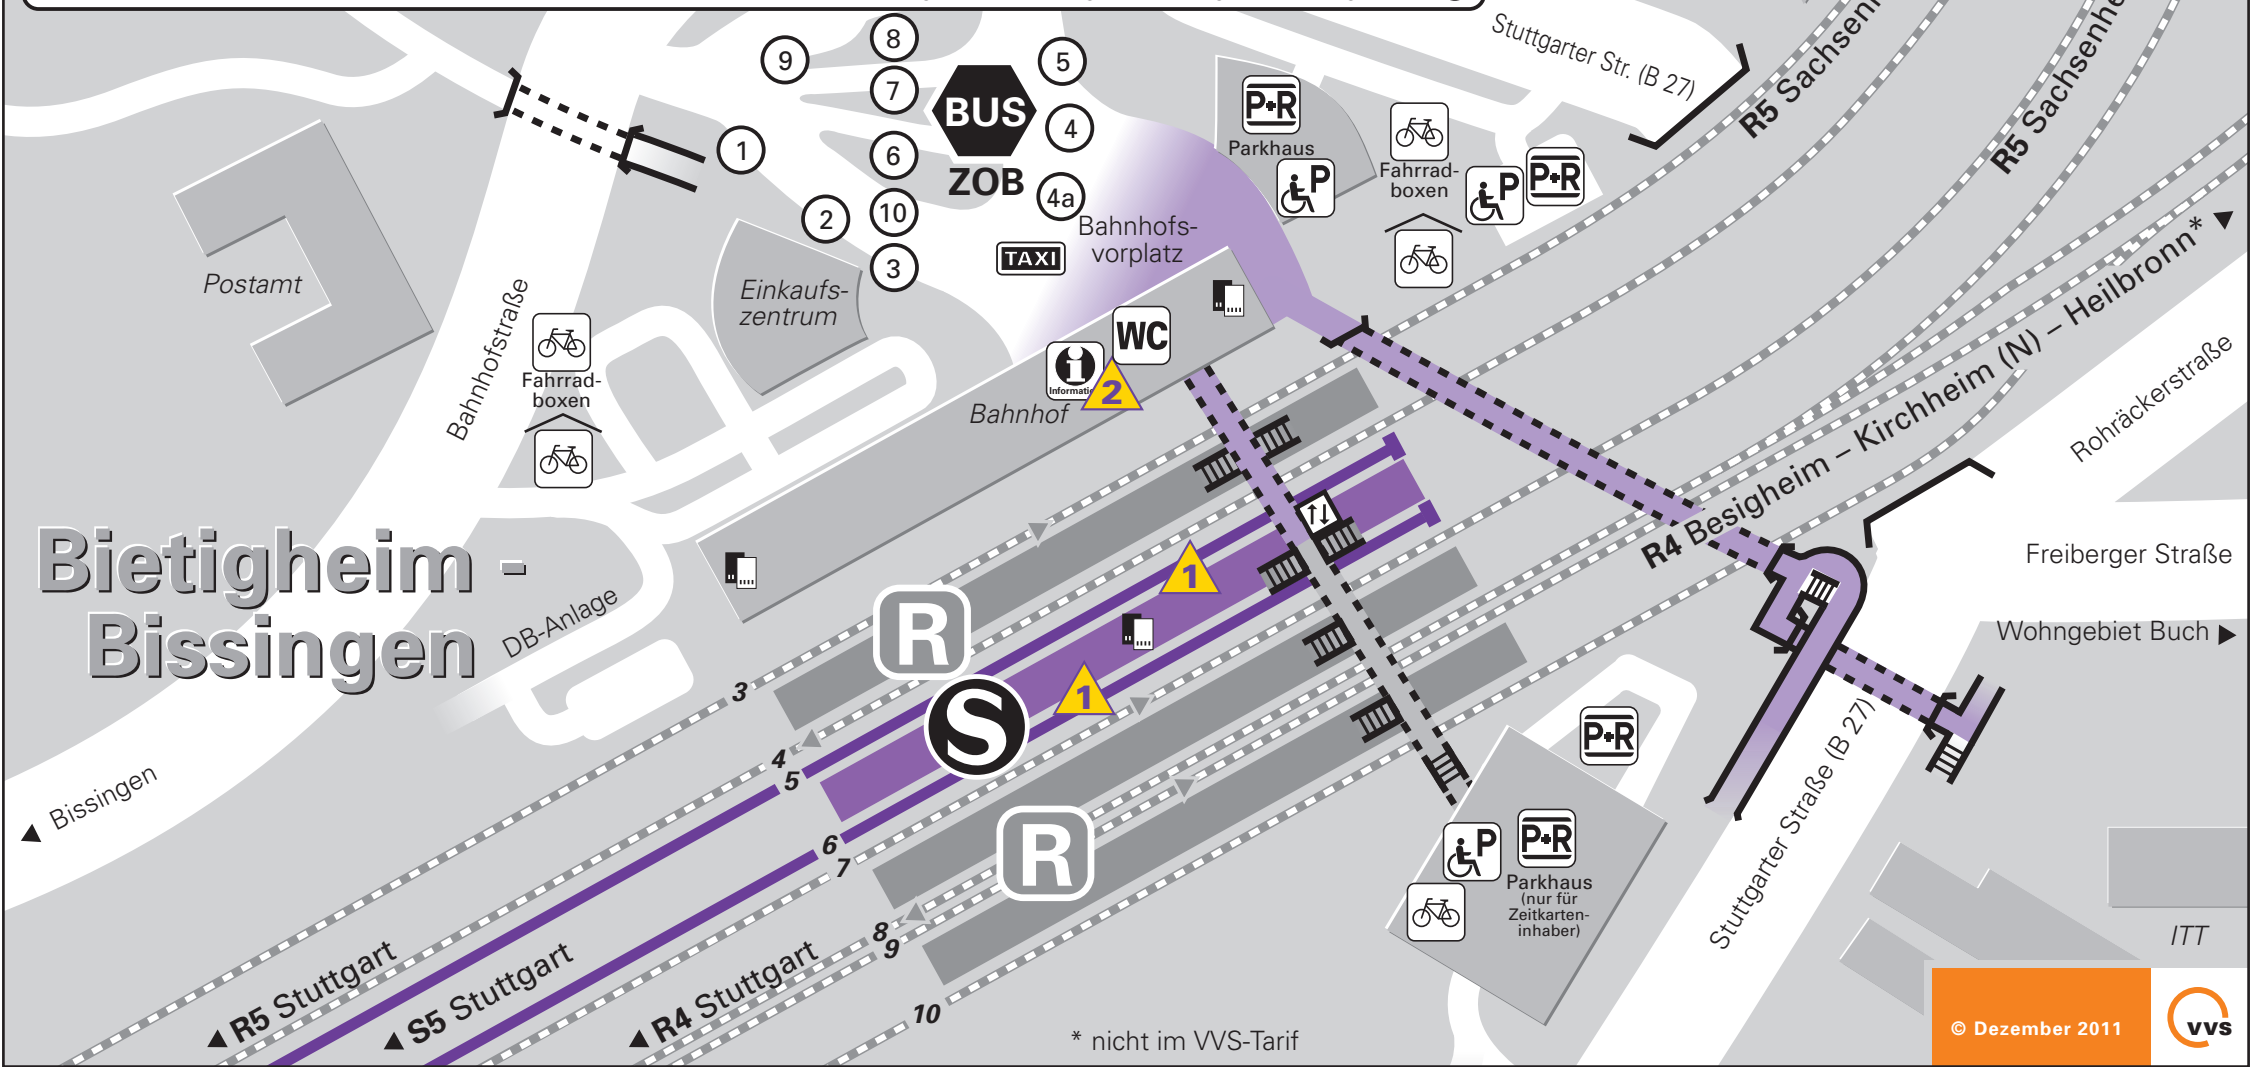 8
9
5
7
BUS
4
1
6
ZOB
4a
10
2
3
TAXI
Bahnhofs-
vorplatz
Stuttgarter Str. (B 27)
P+R
Parkhaus
P
Fahrrad-
boxen
P
P+R
R5 Sachsenh
R5 Sachsenhe
Postamt
Einkaufs-
zentrum
Bahnhofstraße
Fahrrad-
boxen
WC
i
2
Bahnhof
R4 Besigheim – Kirchheim (N) – Heilbronn*
Rohräckerstraße
Freiberger Straße
Wohngebiet Buch
Bietigheim -
Bissingen
DB-Anlage
Bissingen
R
S
R
1
1
3
4
5
6
7
8
9
10
R5 Stuttgart
S5 Stuttgart
R4 Stuttgart
P+R
P
P+R
Parkhaus
(nur für
Zeitkarten-
inhaber)
Stuttgarter Straße (B 27)
ITT
* nicht im VVS-Tarif
© Dezember 2011
vvs